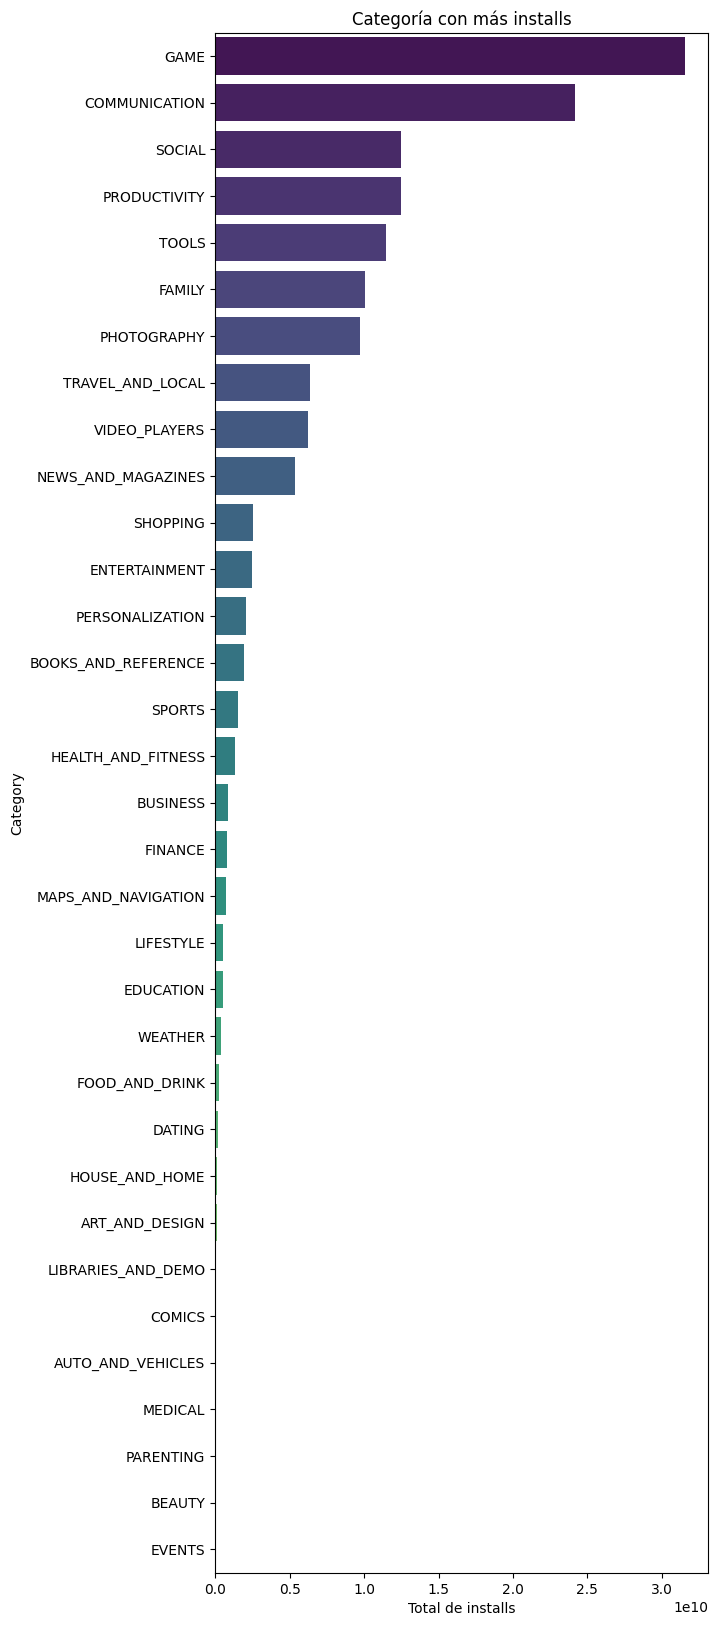 Categoría con más installs
GAME
COMMUNICATION
SOCIAL
PRODUCTIVITY
TOOLS
FAMILY
PHOTOGRAPHY
TRAVEL_AND_LOCAL
VIDEO_PLAYERS
NEWS_AND_MAGAZINES
SHOPPING
ENTERTAINMENT
PERSONALIZATION
BOOKS_AND_REFERENCE
SPORTS
HEALTH_AND_FITNESS
Category
BUSINESS
FINANCE
MAPS_AND_NAVIGATION
LIFESTYLE
EDUCATION
WEATHER
FOOD_AND_DRINK
DATING
HOUSE_AND_HOME
ART_AND_DESIGN
LIBRARIES_AND_DEMO
COMICS
AUTO_AND_VEHICLES
MEDICAL
PARENTING
BEAUTY
EVENTS
0.0 0.5 1.0 1.5 2.0 2.5 3.0
Total de installs
1e10